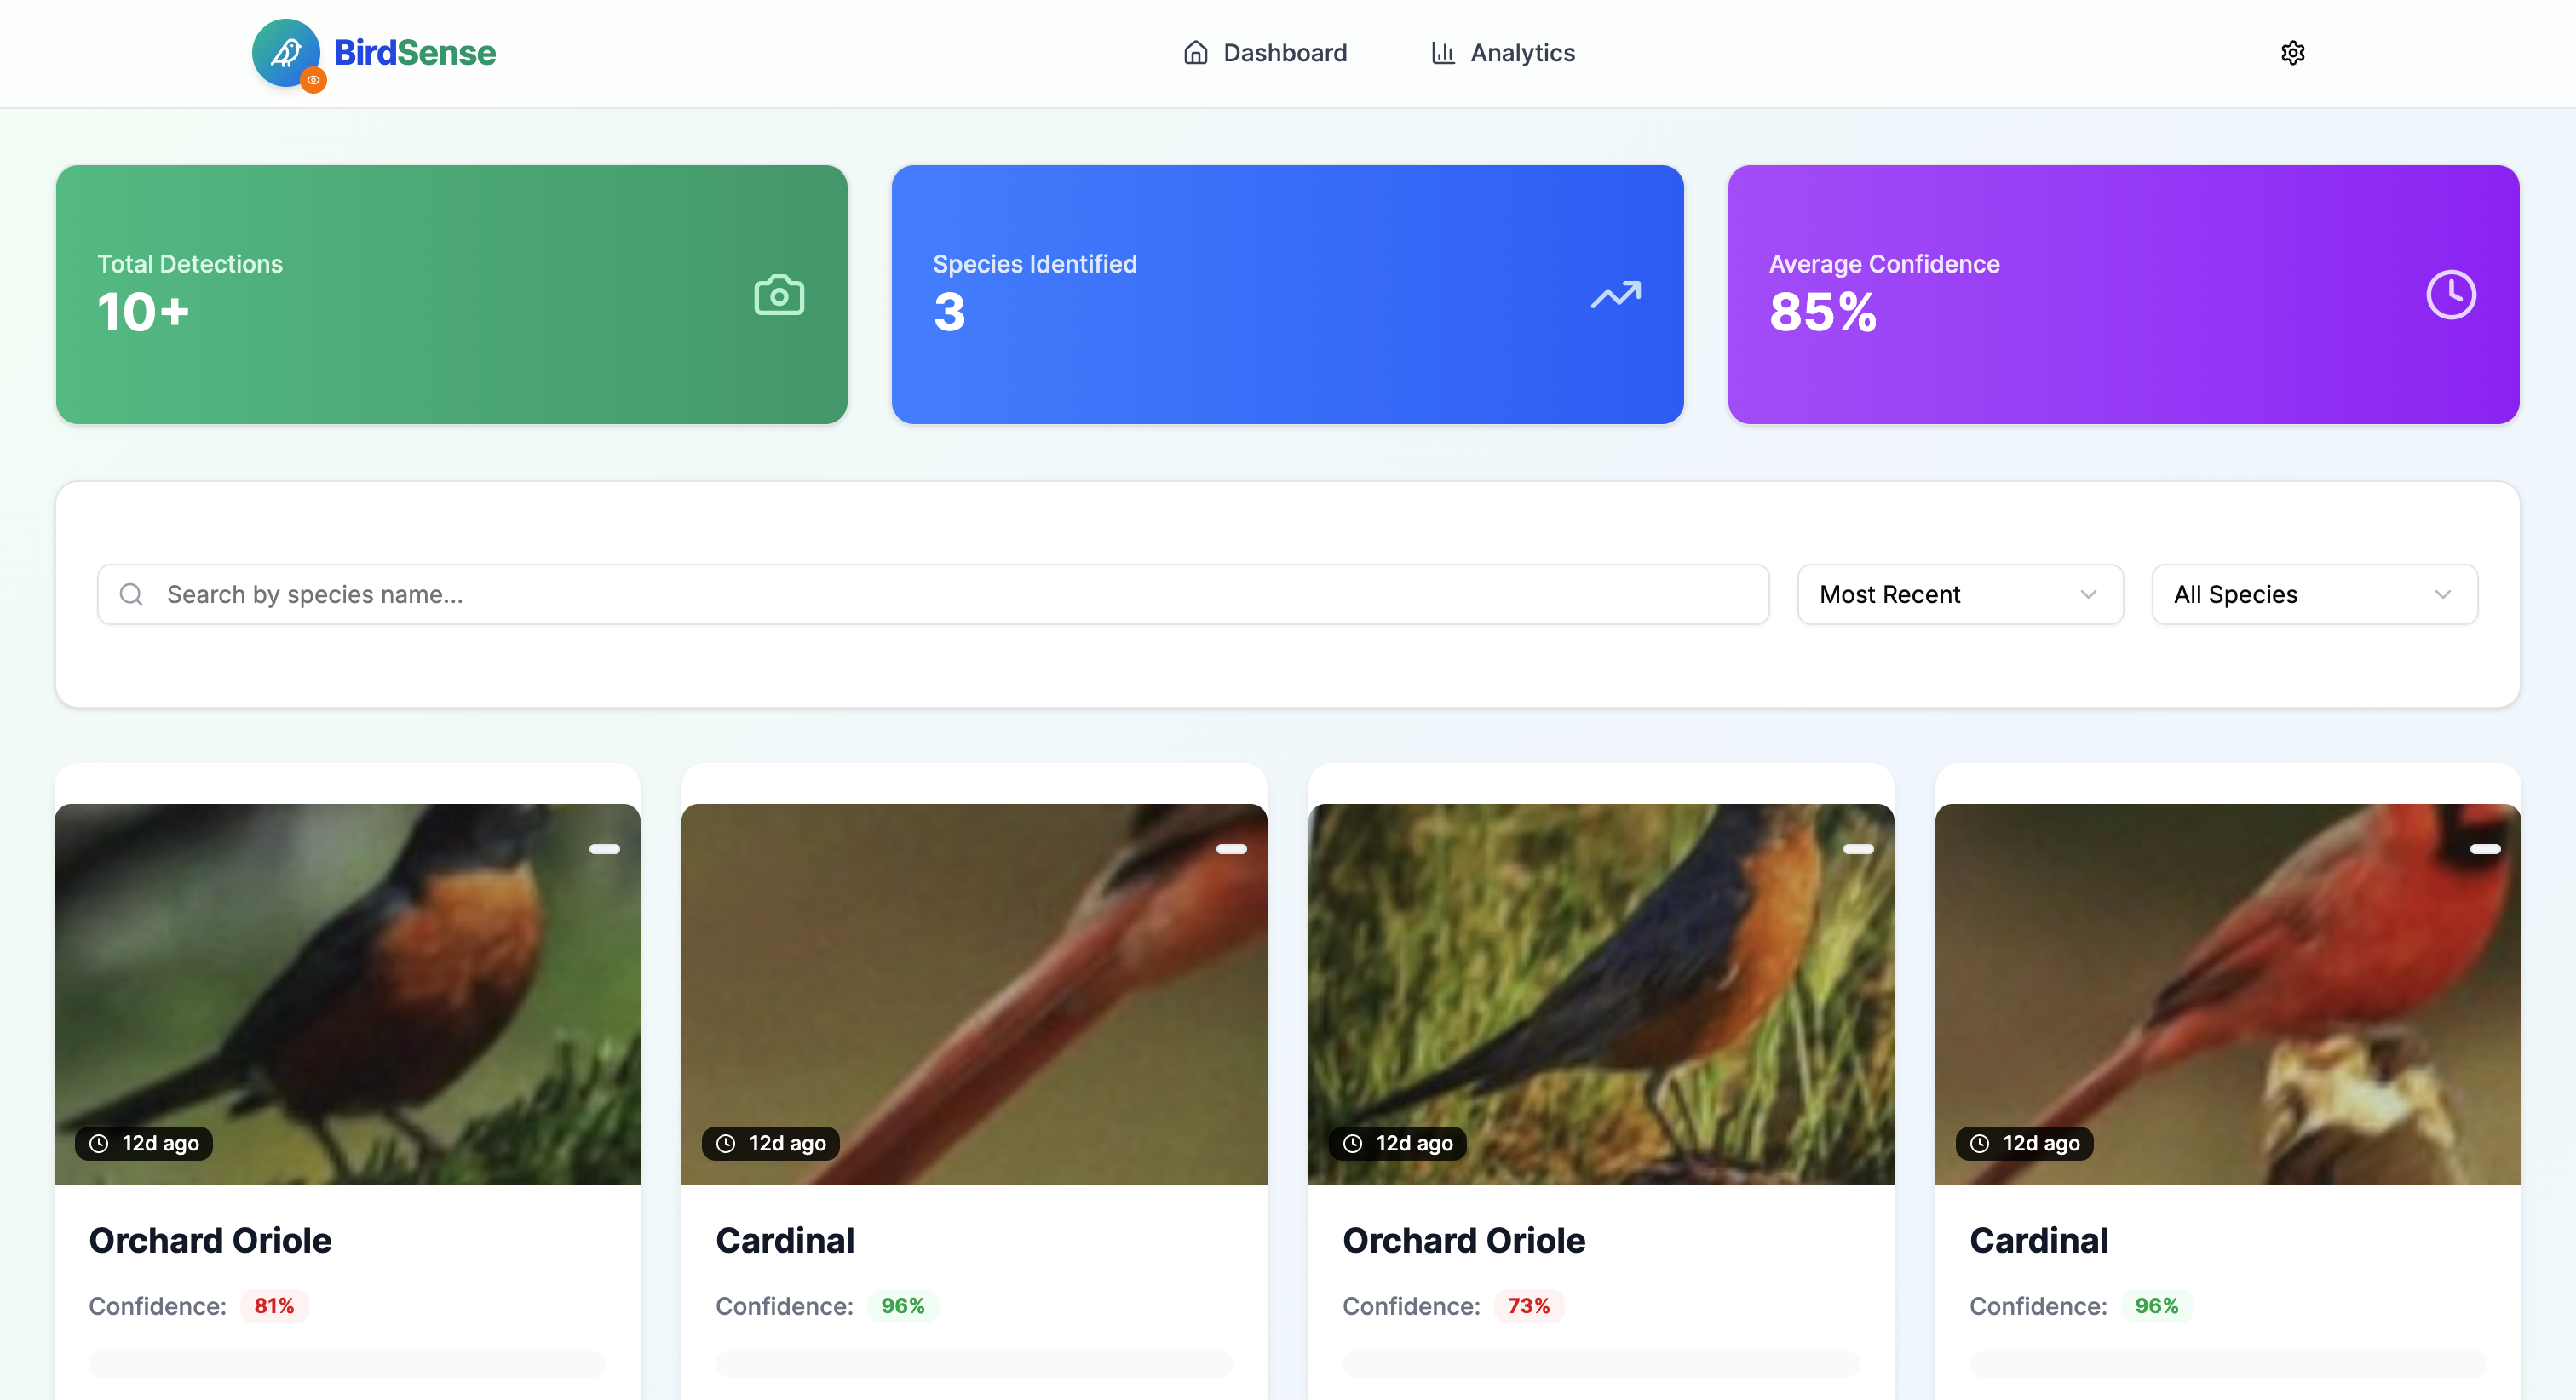 BirdSense
Dashboard
Analytics
Total Detections
10+
Species Identified
3
Average Confidence
85%
Search by species name...
Most Recent
All Species
12d ago
12d ago
12d ago
12d ago
Orchard Oriole
Cardinal
Orchard Oriole
Cardinal
Confidence: 81%
Confidence: 96%
Confidence: 73%
Confidence: 96%